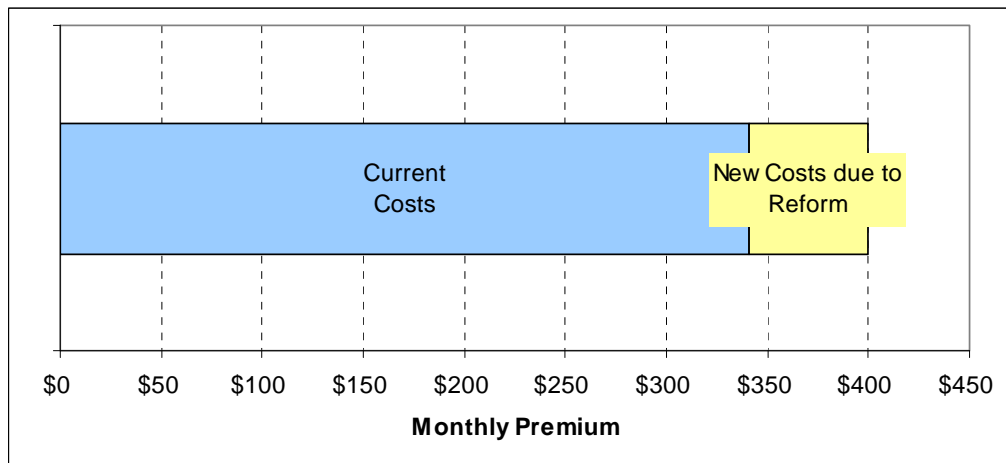 Current
Costs
New Costs due to
Reform
$0 $50 $100 $150 $200 $250 $300 $350 $400 $450
Monthly Premium